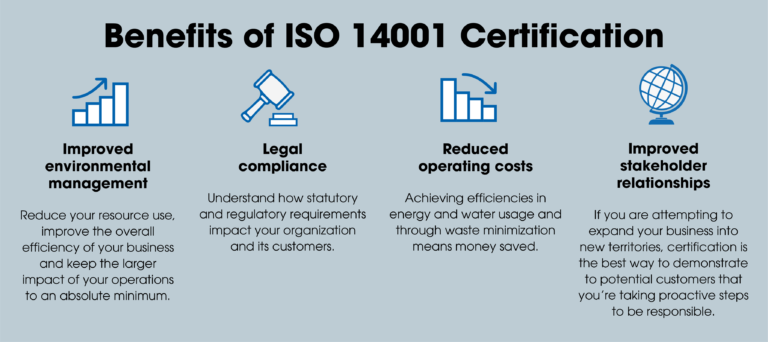 Benefits of ISO 14001 Certification
Improved
environmental
management
Reduce your resource use,
improve the overall
efficiency of your business
and keep the larger
impact of your operations
to an absolute minimum.
Legal
compliance
Understand how statutory
and regulatory requirements
impact your organization
and its customers.
Reduced
operating costs
Achieving efficiencies in
energy and water usage and
through waste minimization
means money saved.
Improved
stakeholder
relationships
If you are attempting to
expand your business into
new territories, certification is
the best way to demonstrate
to potential customers that
you're taking proactive steps
to be responsible.